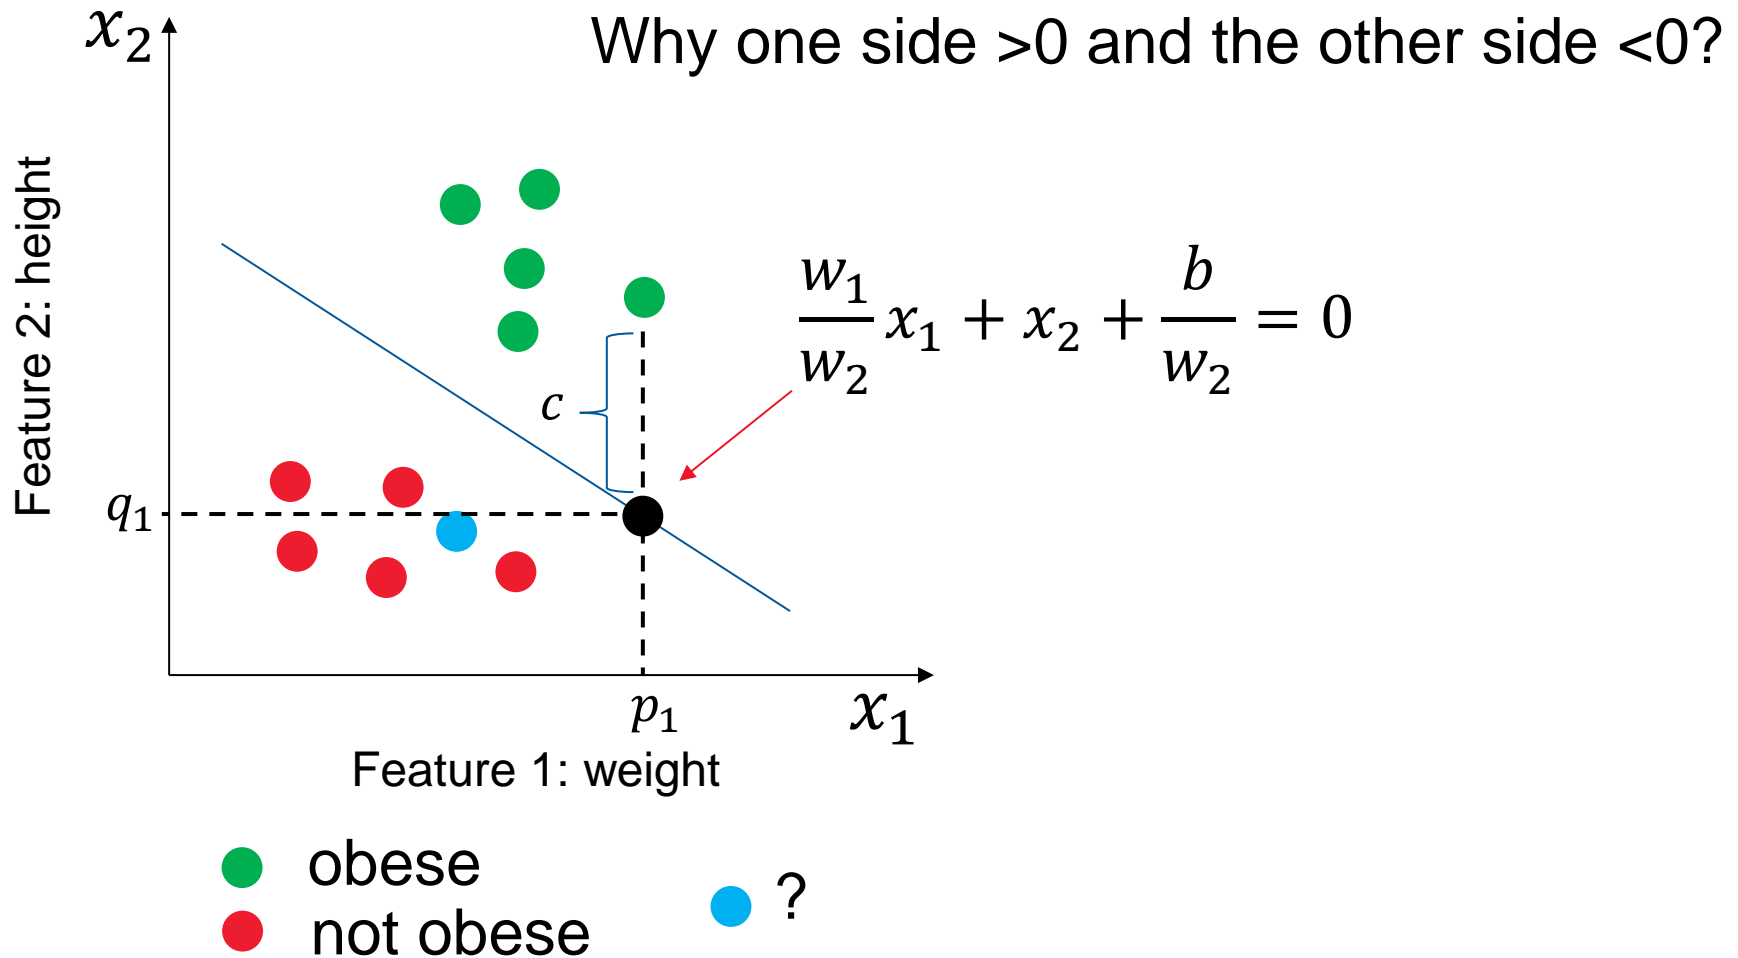 Why one side >0 and the other side <0?
x₂
Feature 2: height
w₁/w₂ x₁ + x₂ + b/w₂ = 0
c
q₁
p₁
x₁
Feature 1: weight
obese
not obese
?